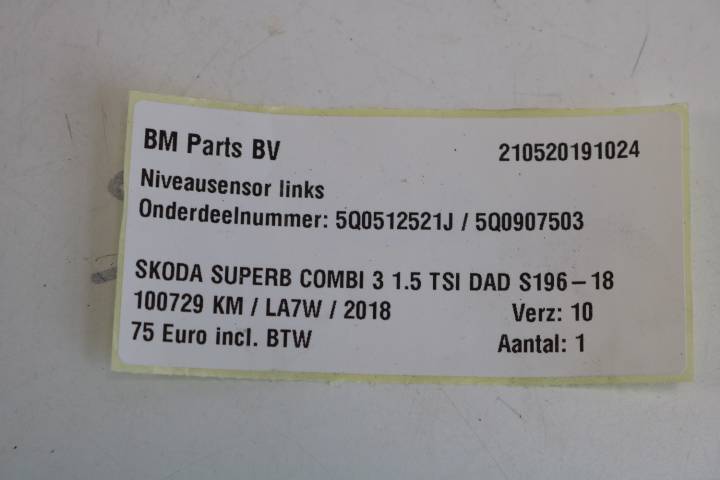 BM Parts BV 210520191024
Niveausensor links
Onderdeelnummer: 5Q0512521J / 5Q0907503
SKODA SUPERB COMBI 3 1.5 TSI DAD S196-18
100729 KM / LA7W / 2018 Verz: 10
75 Euro incl. BTW Aantal: 1